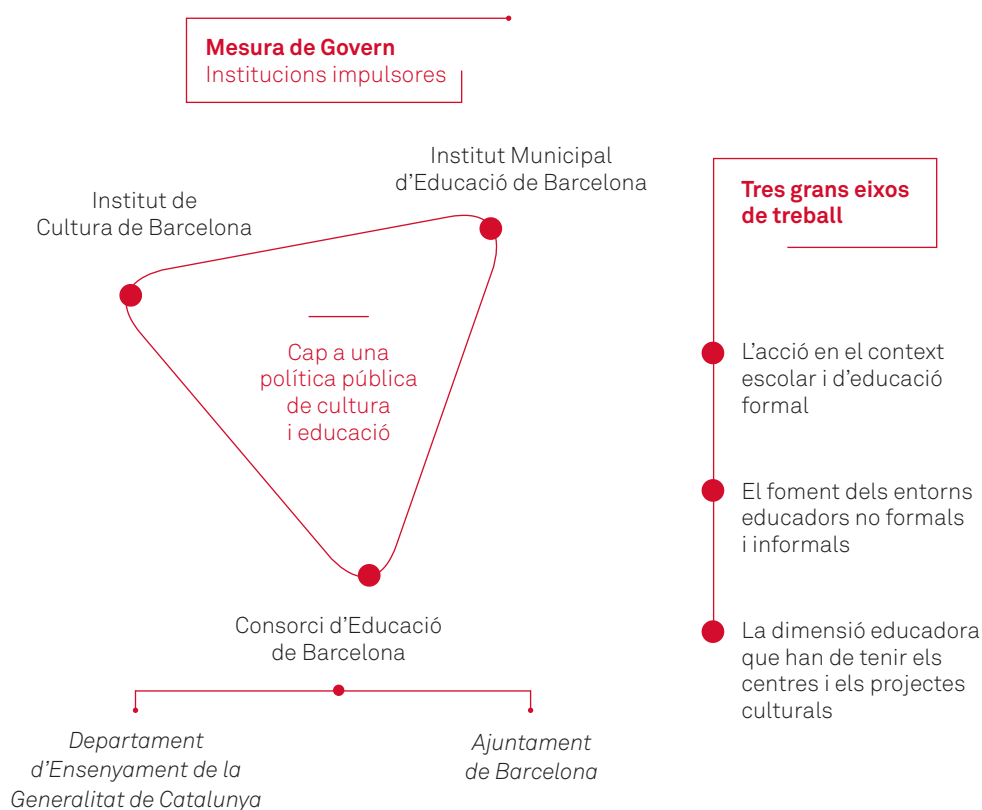 Mesura de Govern
Institucions impulsores
Institut Municipal
d'Educació de Barcelona
Institut de
Cultura de Barcelona
Cap a una
política pública
de cultura
i educació
Consorci d'Educació
de Barcelona
Departament
d'Ensenyament de la
Generalitat de Catalunya
Ajuntament
de Barcelona
Tres grans eixos
de treball
L'acció en el context
escolar i d'educació
formal
El foment dels entorns
educadors no formals
i informals
La dimensió educadora
que han de tenir els
centres i els projectes
culturals